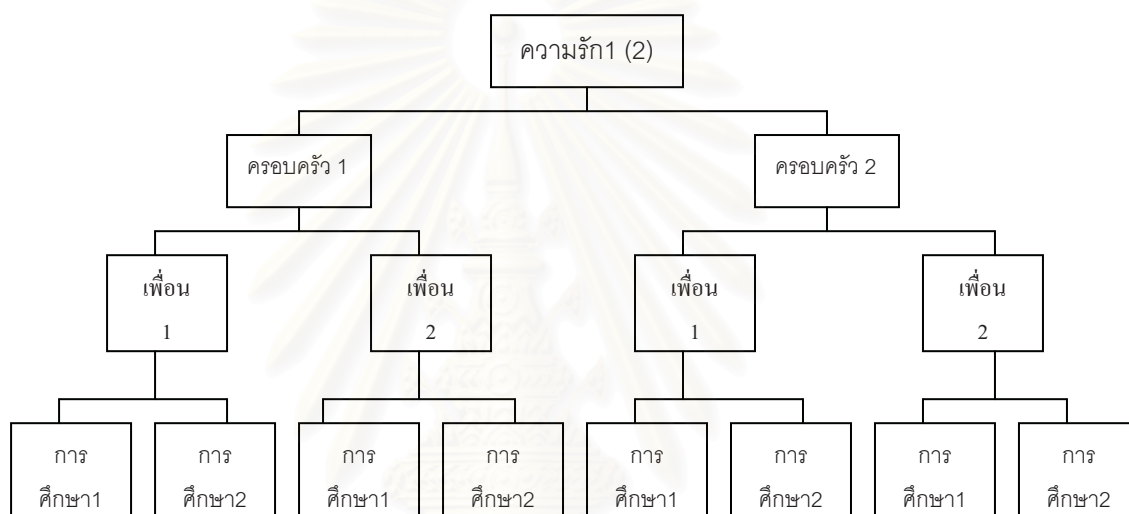 ความรัก1 (2)
ครอบครัว 1
ครอบครัว 2
เพื่อน
1
เพื่อน
2
เพื่อน
1
เพื่อน
2
การ
ศึกษา1
การ
ศึกษา2
การ
ศึกษา1
การ
ศึกษา2
การ
ศึกษา1
การ
ศึกษา2
การ
ศึกษา1
การ
ศึกษา2